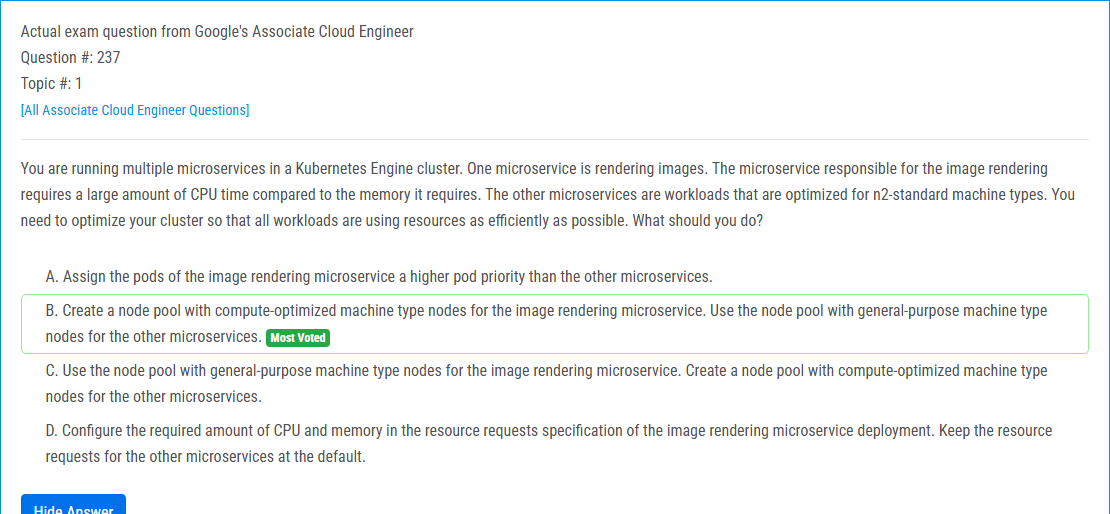 Actual exam question from Google's Associate Cloud Engineer
Question #: 237
Topic #: 1
[All Associate Cloud Engineer Questions]
You are running multiple microservices in a Kubernetes Engine cluster. One microservice is rendering images. The microservice responsible for the image rendering
requires a large amount of CPU time compared to the memory it requires. The other microservices are workloads that are optimized for n2-standard machine types. You
need to optimize your cluster so that all workloads are using resources as efficiently as possible. What should you do?
A. Assign the pods of the image rendering microservice a higher pod priority than the other microservices.
B. Create a node pool with compute-optimized machine type nodes for the image rendering microservice. Use the node pool with general-purpose machine type
nodes for the other microservices. Most Voted
C. Use the node pool with general-purpose machine type nodes for the image rendering microservice. Create a node pool with compute-optimized machine type
nodes for the other microservices.
D. Configure the required amount of CPU and memory in the resource requests specification of the image rendering microservice deployment. Keep the resource
requests for the other microservices at the default.
Hide Answer